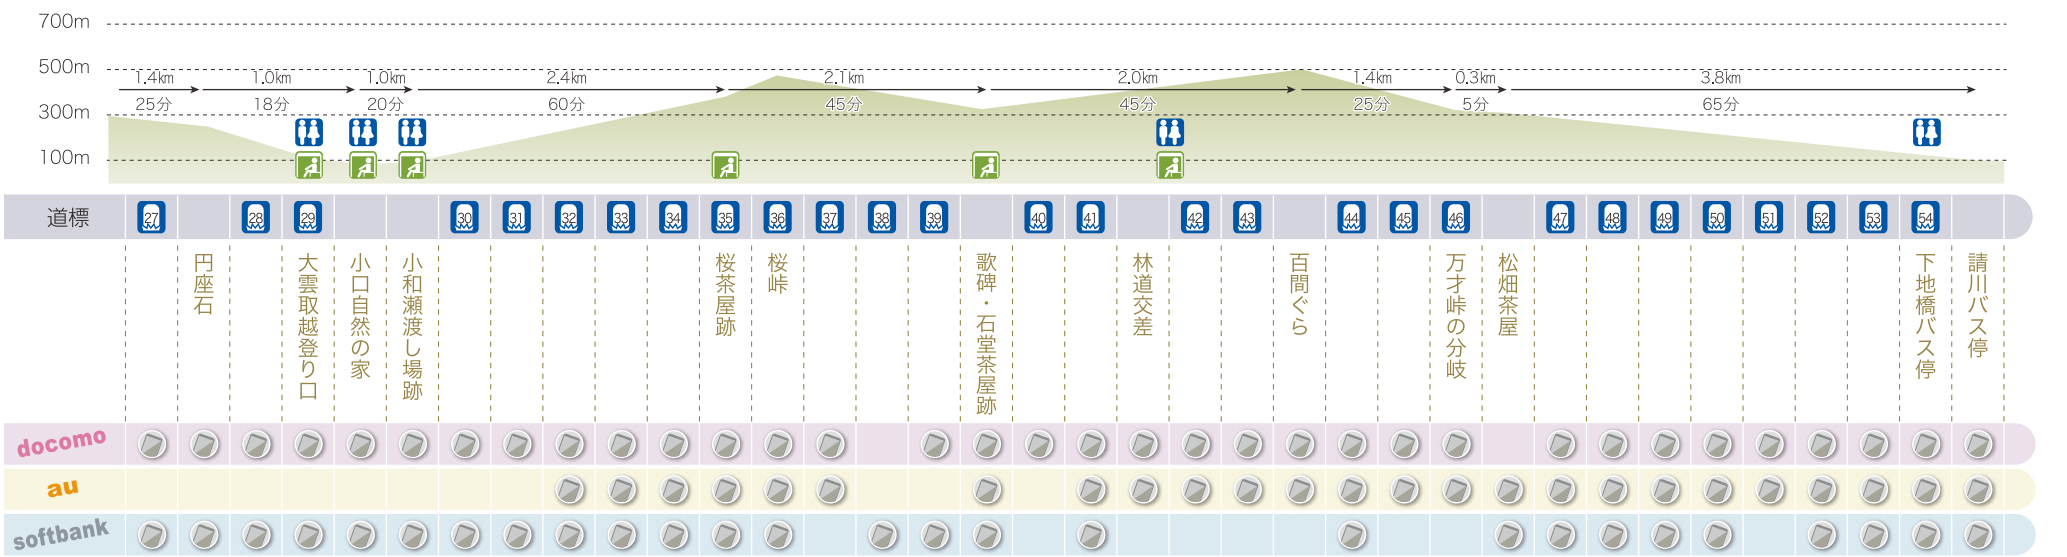 700m
500m
300m
100m
1.4km 1.0km 1.0km 2.4km 2.1km 2.0km 1.4km 0.3km 3.8km
25分 18分 20分 60分 45分 45分 25分 5分 65分
道標 27 28 29 30 31 32 33 34 35 36 37 38 39 40 41 42 43 44 45 46 47 48 49 50 51 52 53 54
円座石
大雲取越登り口
小口自然の家
小和瀬渡し場跡
桜茶屋跡
桜峠
歌碑・石堂茶屋跡
林道交差
百間ぐら
万才峠の分岐
松畑茶屋
下地橋バス停
請川バス停
docomo
au
softbank